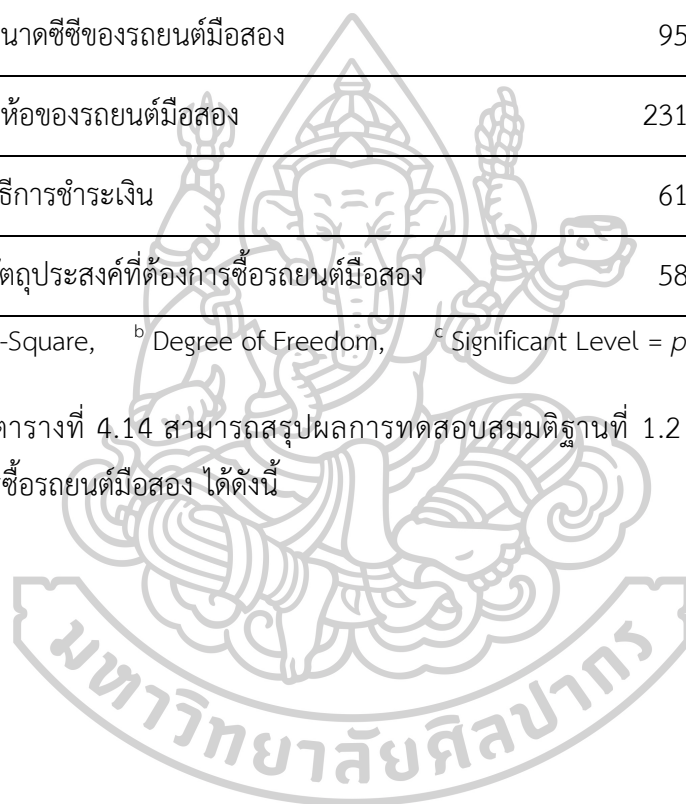 นาดซีซีของรถยนต์มือสอง 95
ห้อของรถยนต์มือสอง 231
ธีการชำระเงิน 61
ัตถุประสงค์ที่ต้องการซื้อรถยนต์มือสอง 58
-Square, b Degree of Freedom, c Significant Level = p
ตารางที่ 4.14 สามารถสรุปผลการทดสอบสมมติฐานที่ 1.2
ซื้อรถยนต์มือสอง ได้ดังนี้
มหาวิทยาลัยศิลปากร